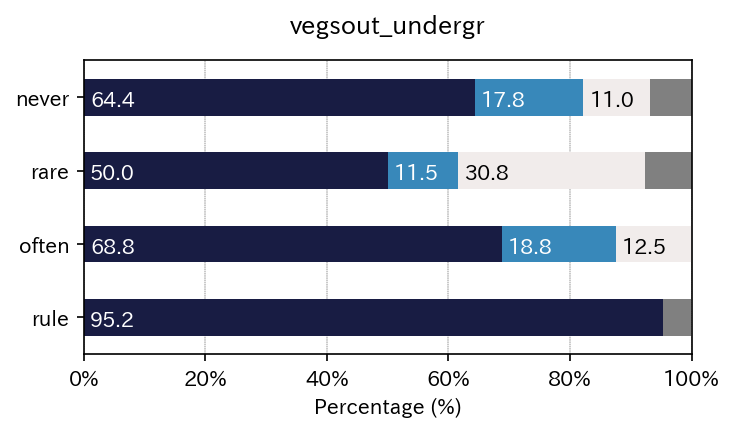 vegsout_undergr
never 64.4 17.8 11.0
rare 50.0 11.5 30.8
often 68.8 18.8 12.5
rule 95.2
0% 20% 40% 60% 80% 100%
Percentage (%)